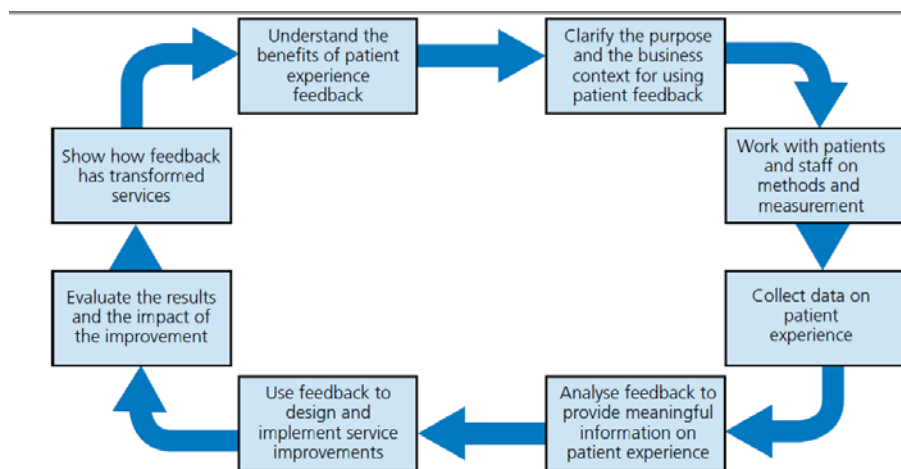 Understand the
benefits of patient
experience
feedback
Clarify the purpose
and the business
context for using
patient feedback
Work with patients
and staff on
methods and
measurement
Collect data on
patient
experience
Analyse feedback to
provide meaningful
information on
patient experience
Use feedback to
design and
implement service
improvements
Evaluate the results
and the impact of
the improvement
Show how feedback
has transformed
services